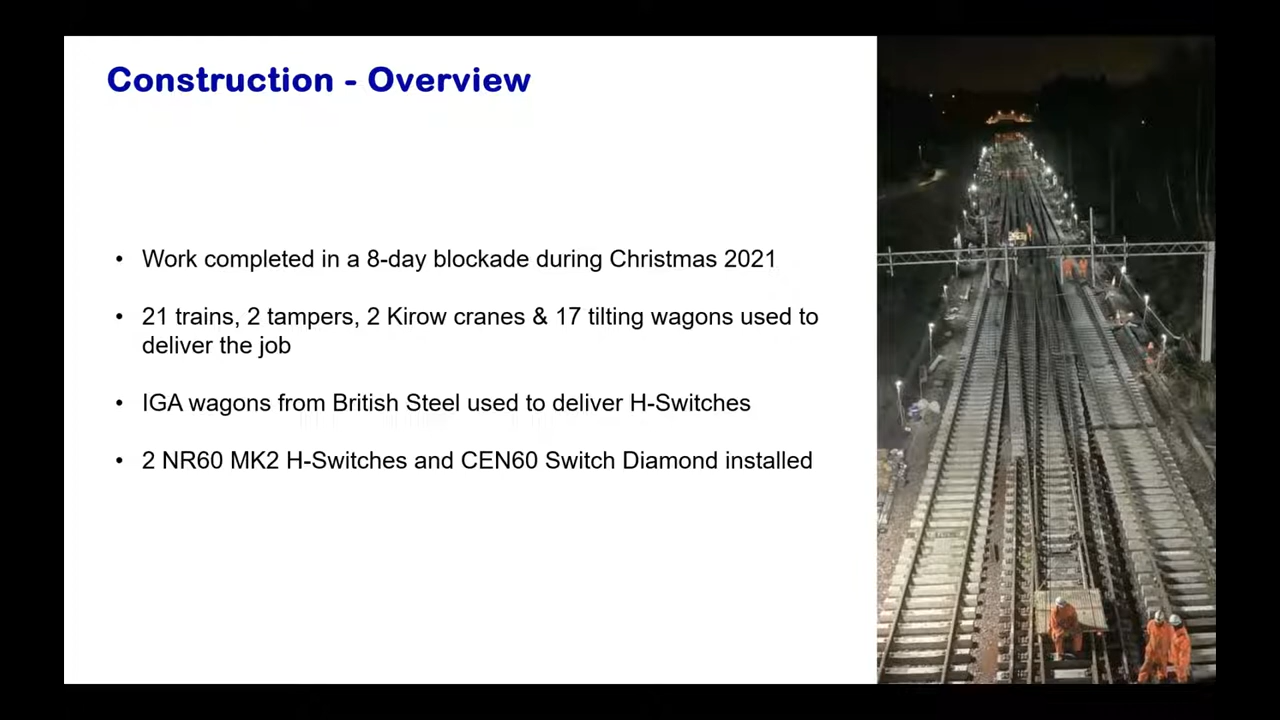 Construction - Overview
• Work completed in a 8-day blockade during Christmas 2021
• 21 trains, 2 tampers, 2 Kirow cranes & 17 tilting wagons used to
deliver the job
• IGA wagons from British Steel used to deliver H-Switches
• 2 NR60 MK2 H-Switches and CEN60 Switch Diamond installed